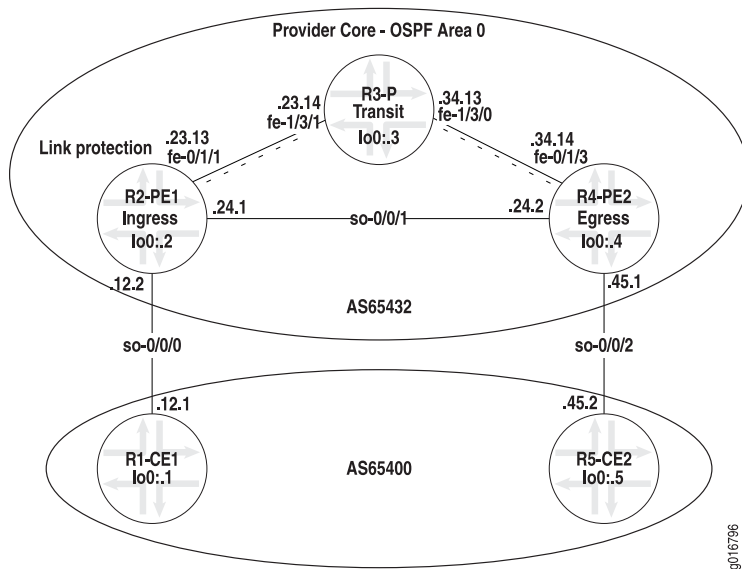 Provider Core - OSPF Area 0
R3-P
Transit
lo0:.3
.23.14
fe-1/3/1
.34.13
fe-1/3/0
Link protection
.23.13
fe-0/1/1
.34.14
fe-0/1/3
R2-PE1
Ingress
lo0:.2
.24.1
so-0/0/1
.24.2
R4-PE2
Egress
lo0:.4
.12.2
.45.1
AS65432
so-0/0/0
so-0/0/2
.12.1
.45.2
R1-CE1
lo0:.1
AS65400
R5-CE2
lo0:.5
g016796